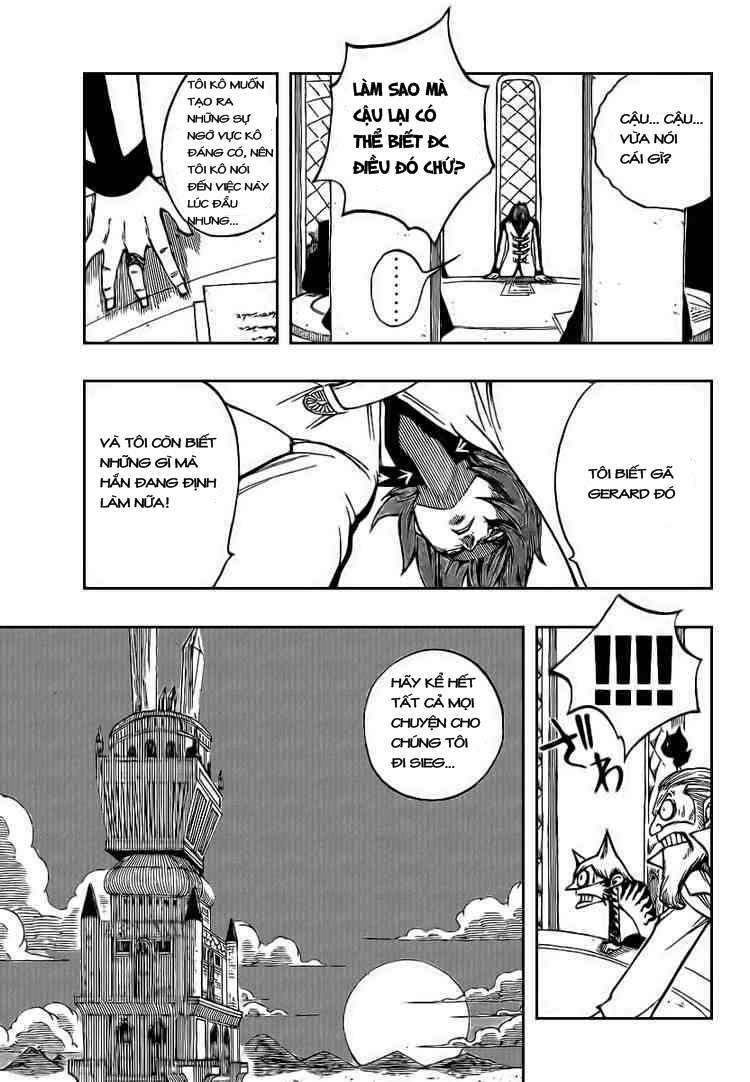 CẬU... CẬU...
VỪA NÓI
CÁI GÌ?
LÀM SAO MÀ
CẬU LẠI CÓ
THỂ BIẾT ĐC
ĐIỀU ĐÓ CHỨ?
......
TÔI KÔ MUỐN
TẠO RA
NHỮNG SỰ
NGỜ VỰC KÔ
ĐÁNG CÓ, NÊN
TÔI KÔ NÓI
ĐẾN VIỆC NÀY
LÚC ĐẦU
NHƯNG...
TÔI BIẾT GÃ
GERARD ĐÓ
VÀ TÔI CÒN BIẾT
NHỮNG GÌ MÀ
HẮN ĐANG ĐỊNH
LÀM NỮA!
!!!!
ざわ
HÃY KỂ HẾT
TẤT CẢ MỌI
CHUYỆN CHO
CHÚNG TÔI
ĐI SIEG...